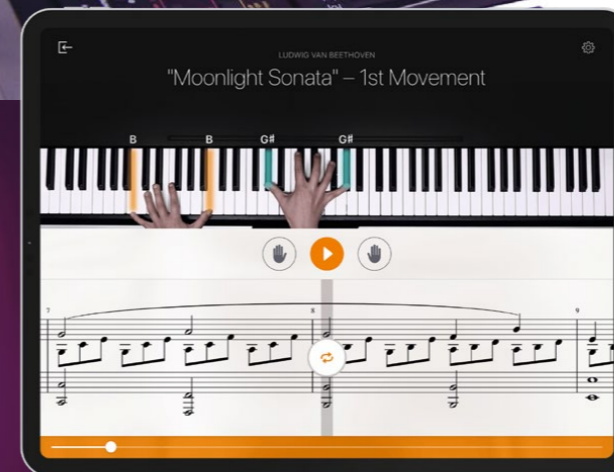 LUDWIG VAN BEETHOVEN
"Moonlight Sonata" – 1st Movement
B B G# G#
7 8 9